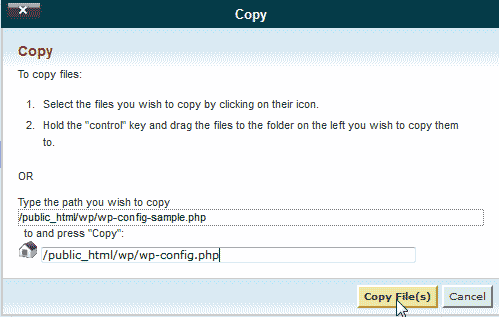 Copy
Copy
To copy files:
1. Select the files you wish to copy by clicking on their icon.
2. Hold the "control" key and drag the files to the folder on the left you wish to copy them
to.
OR
Type the path you wish to copy
/public_html/wp/wp-config-sample.php
to and press "Copy":
/public_html/wp/wp-config.php
Copy File(s) Cancel